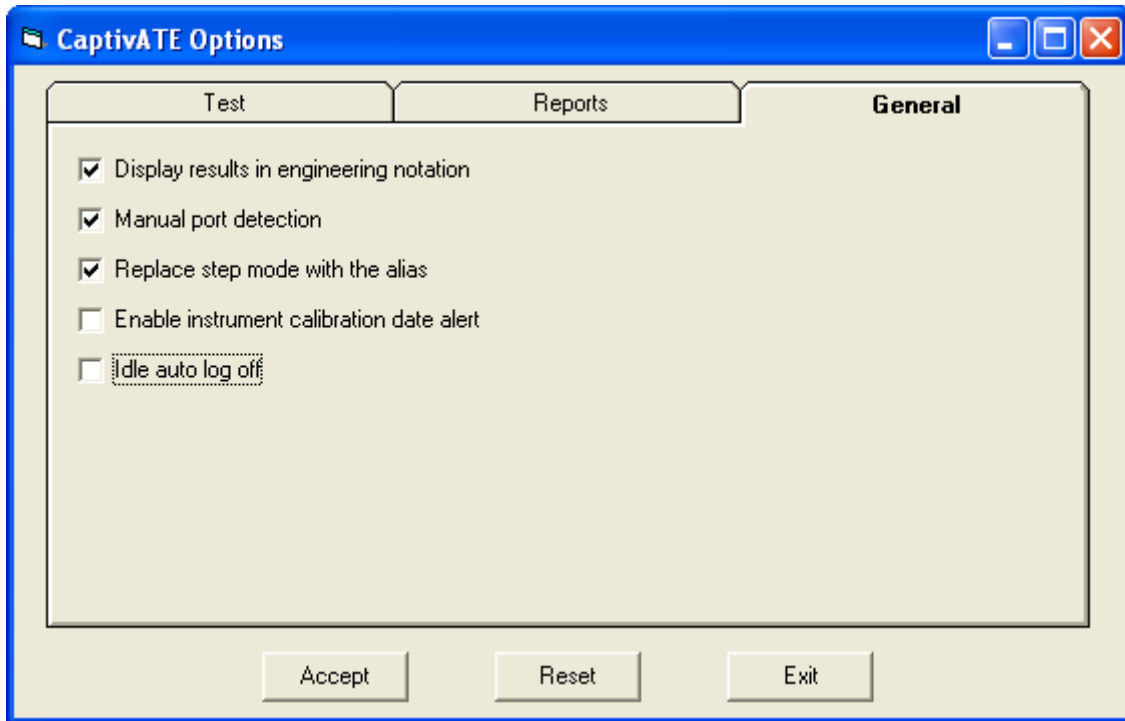 CaptivATE Options
Test Reports General
Display results in engineering notation
Manual port detection
Replace step mode with the alias
Enable instrument calibration date alert
Idle auto log off
Accept Reset Exit